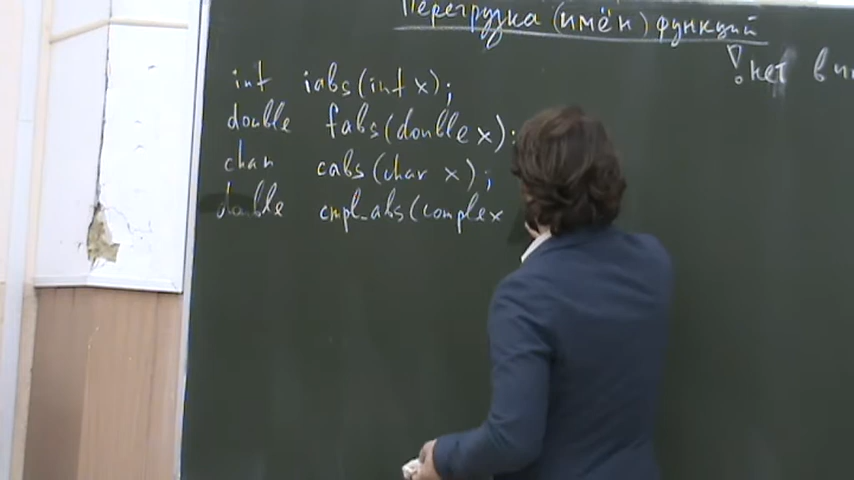 Перегрузка (имён) функций
! нет в
int iabs(int x);
double fabs(double x);
char cabs(char x);
double cmpl_abs(complex